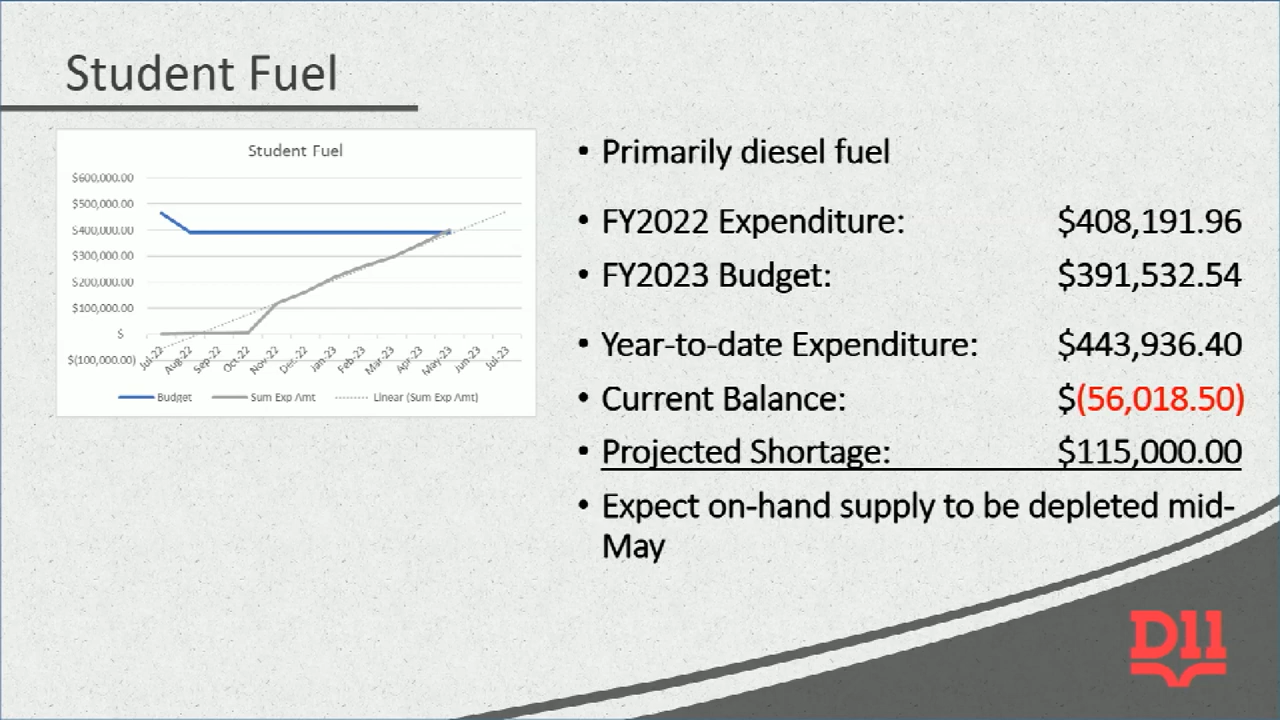 Student Fuel
Student Fuel
$600,000.00
$500,000.00
$400,000.00
$300,000.00
$200,000.00
$100,000.00
$
$(100,000.00)
Jul-22 Aug-22 Sep-22 Oct-22 Nov-22 Dec-22 Jan-23 Feb-23 Mar-23 Apr-23 May-23 Jun-23 Jul-23
Budget Sum Exp Amt Linear (Sum Exp Amt)
• Primarily diesel fuel
• FY2022 Expenditure: $408,191.96
• FY2023 Budget: $391,532.54
• Year-to-date Expenditure: $443,936.40
• Current Balance: $(56,018.50)
• Projected Shortage: $115,000.00
• Expect on-hand supply to be depleted mid-
May
D11